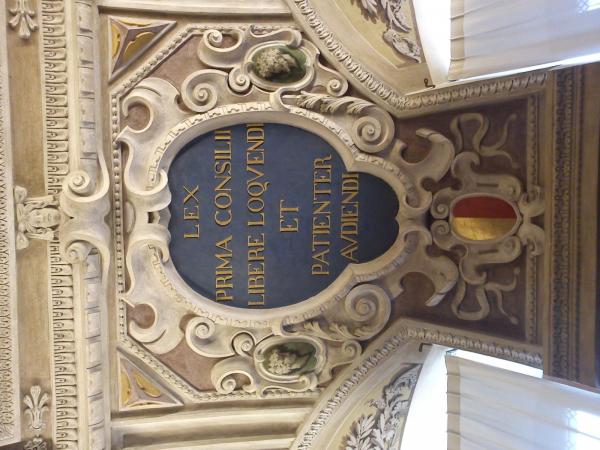 LEX
PRIMA CONSILII
LIBERE LOQVENDI
ET
PATIENTER
AVDIENDI